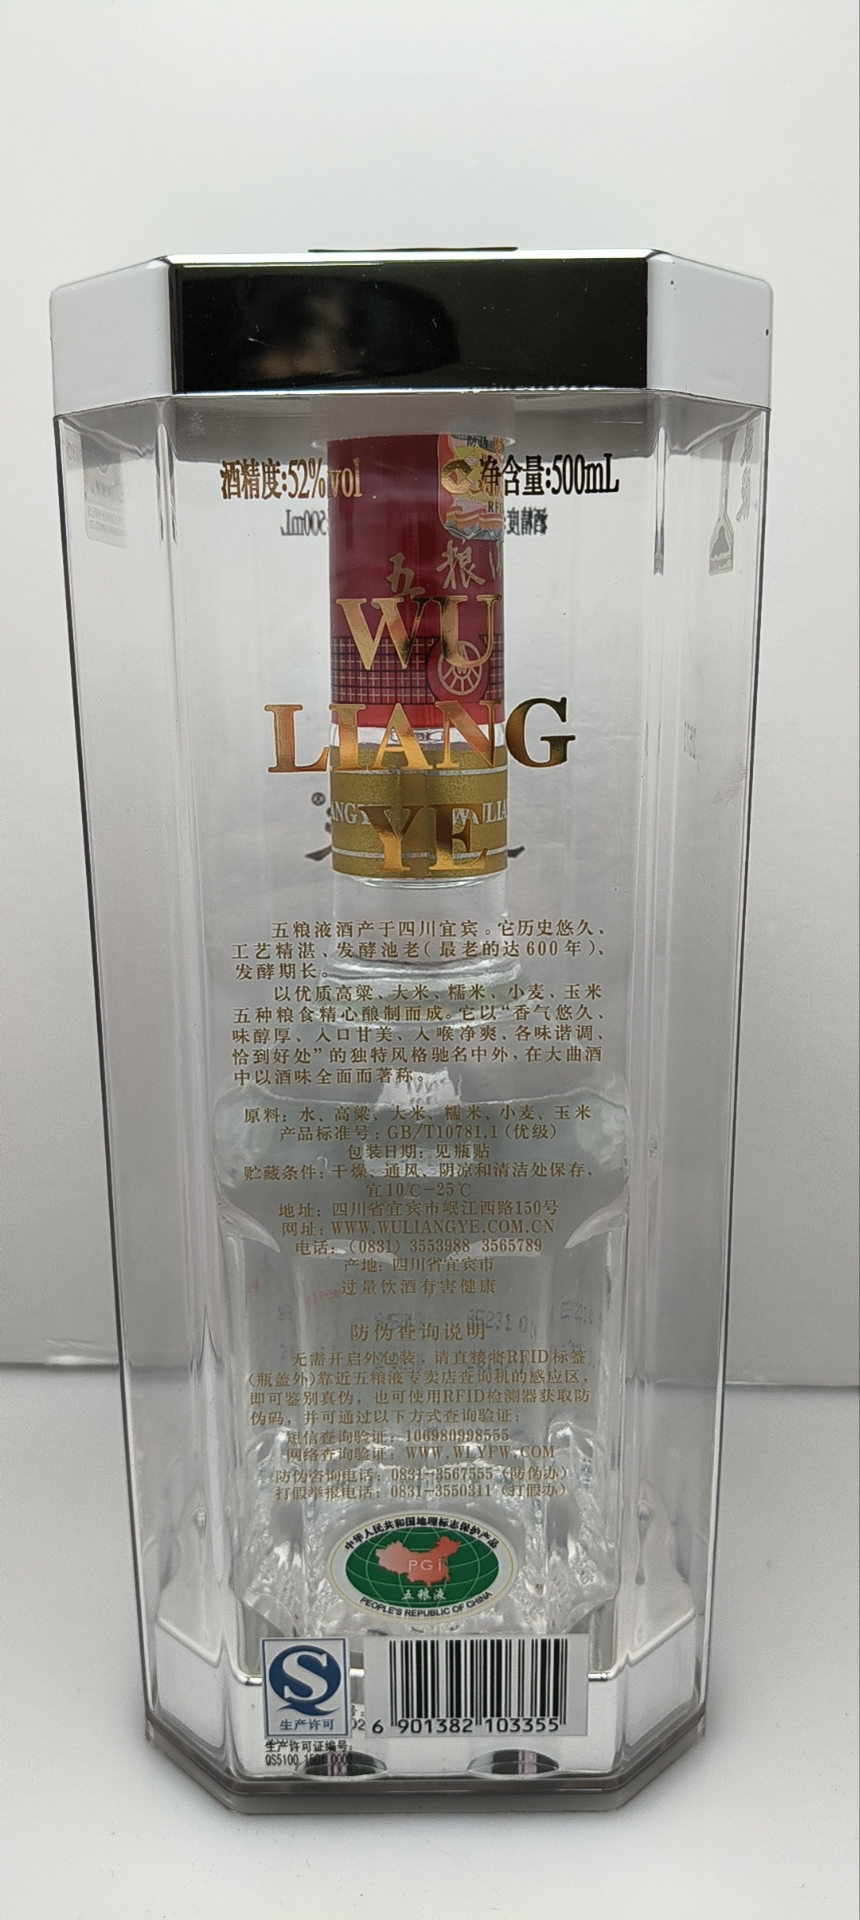 酒精度:52%vol 净含量:500mL
五粮
WU
LIANG
YE
五粮液酒产于四川宜宾。它历史悠久、
工艺精湛、发酵池老(最老的达600年)、
发酵期长。
以优质高粱、大米、糯米、小麦、玉米
五种粮食精心酿制而成。它以“香气悠久、
味醇厚、入口甘美、入喉净爽、各味谐调、
恰到好处”的独特风格驰名中外,在大曲酒
中以酒味全面而著称。
原料:水、高粱、大米、糯米、小麦、玉米
产品标准号:GB/T10781.1(优级)
包装日期:见瓶贴
贮藏条件:干燥、通风、阴凉和清洁处保存,
宜10℃-25℃
地址:四川省宜宾市岷江西路150号
网址:WWW.WULIANGYE.COM.CN
电话:(0831) 3553988 3565789
产地:四川省宜宾市
过量饮酒有害健康
防伪查询说明
无需开启外包装,请直接将RFID标签
(瓶盖外)靠近五粮液专卖店查询机的感应区,
即可鉴别真伪,也可使用RFID检测器获取防
伪码,并可通过以下方式查询验证:
短信查询验证:106980998555
网络查询验证:WWW.WLYFW.COM
防伪咨询电话:0831-3567555(防伪办)
打假举报电话:0831-3550311(打假办)
中华人民共和国地理标志保护产品
PGI
五粮液
PEOPLE'S REPUBLIC OF CHINA
生产许可
6 901382 103355
生产许可证编号:
QS5100 1501 0002